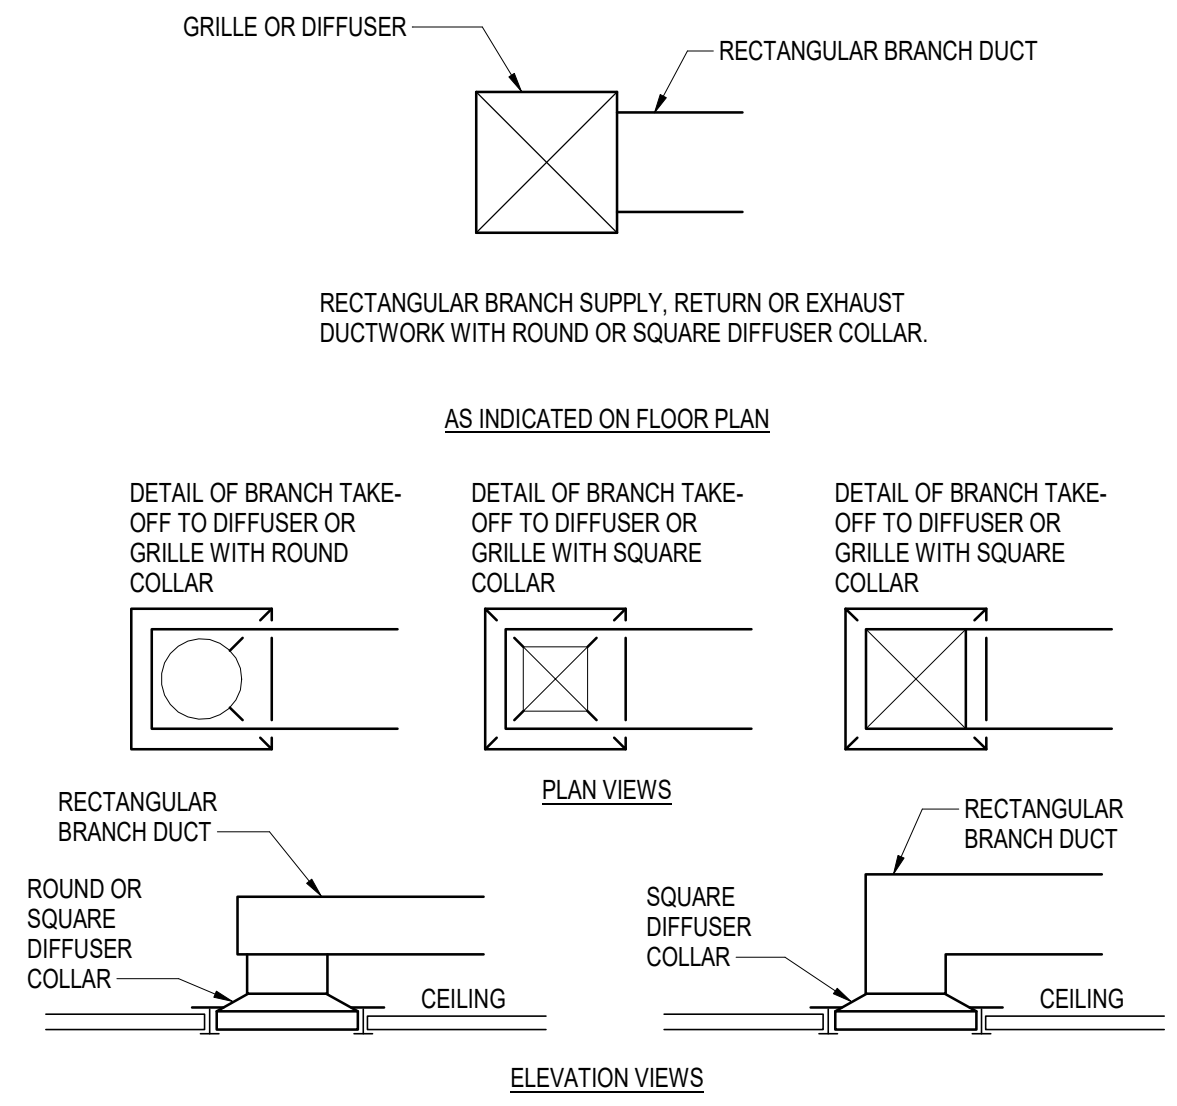 GRILLE OR DIFFUSER
RECTANGULAR BRANCH DUCT
RECTANGULAR BRANCH SUPPLY, RETURN OR EXHAUST
DUCTWORK WITH ROUND OR SQUARE DIFFUSER COLLAR.
AS INDICATED ON FLOOR PLAN
DETAIL OF BRANCH TAKE-
OFF TO DIFFUSER OR
GRILLE WITH ROUND
COLLAR
DETAIL OF BRANCH TAKE-
OFF TO DIFFUSER OR
GRILLE WITH SQUARE
COLLAR
DETAIL OF BRANCH TAKE-
OFF TO DIFFUSER OR
GRILLE WITH SQUARE
COLLAR
PLAN VIEWS
RECTANGULAR
BRANCH DUCT
ROUND OR
SQUARE
DIFFUSER
COLLAR
CEILING
RECTANGULAR
BRANCH DUCT
SQUARE
DIFFUSER
COLLAR
CEILING
ELEVATION VIEWS